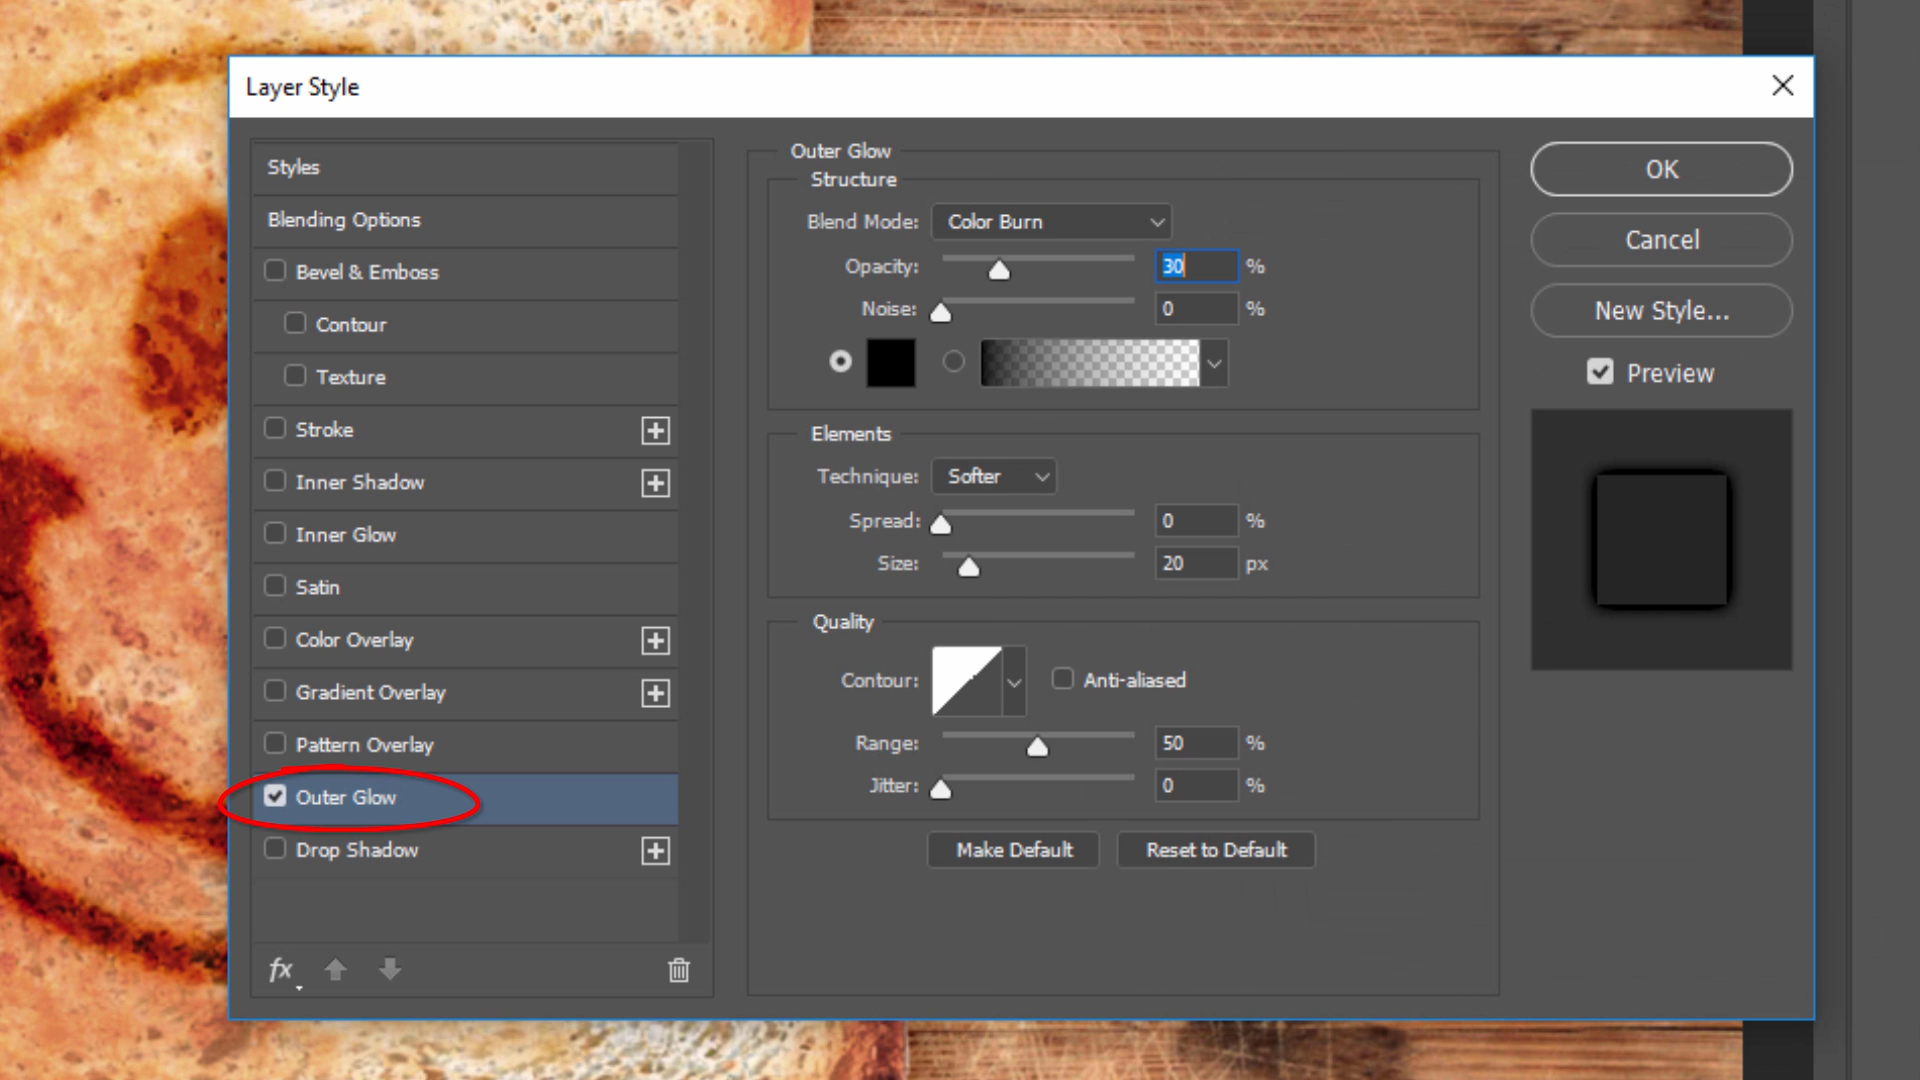 Layer Style
Styles
Blending Options
Bevel & Emboss
Contour
Texture
Stroke
Inner Shadow
Inner Glow
Satin
Color Overlay
Gradient Overlay
Pattern Overlay
Outer Glow
Drop Shadow
fx
Outer Glow
Structure
Blend Mode: Color Burn
Opacity: 30 %
Noise: 0 %
Elements
Technique: Softer
Spread: 0 %
Size: 20 px
Quality
Contour: Anti-aliased
Range: 50 %
Jitter: 0 %
Make Default Reset to Default
OK
Cancel
New Style...
Preview